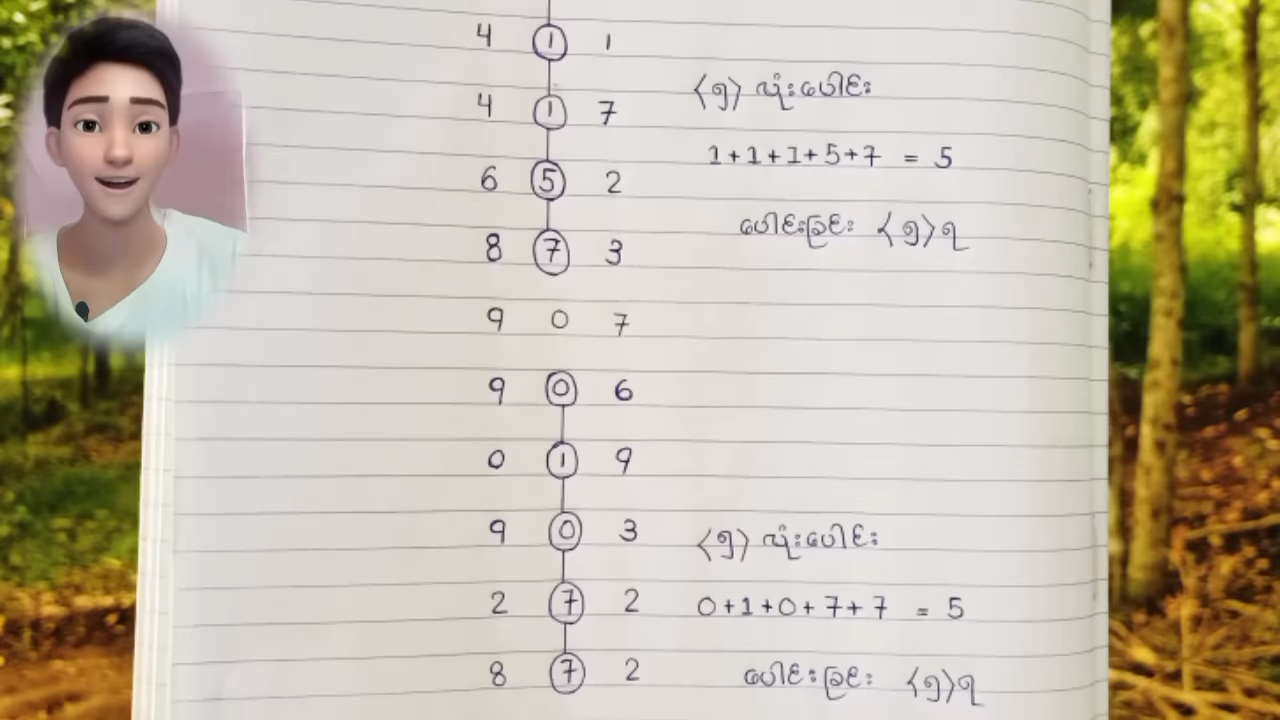 4 1 1
4 1 7
6 5 2
8 7 3
9 0 7
9 0 6
0 1 9
9 0 3
2 7 2
8 7 2
<၅> လုံးပေါင်း
1+1+1+5+7 = 5
ပေါင်းခြင်း <၅>ရ
<၅> လုံးပေါင်း
0+1+0+7+7 = 5
ပေါင်းခြင်း <၅>ရ